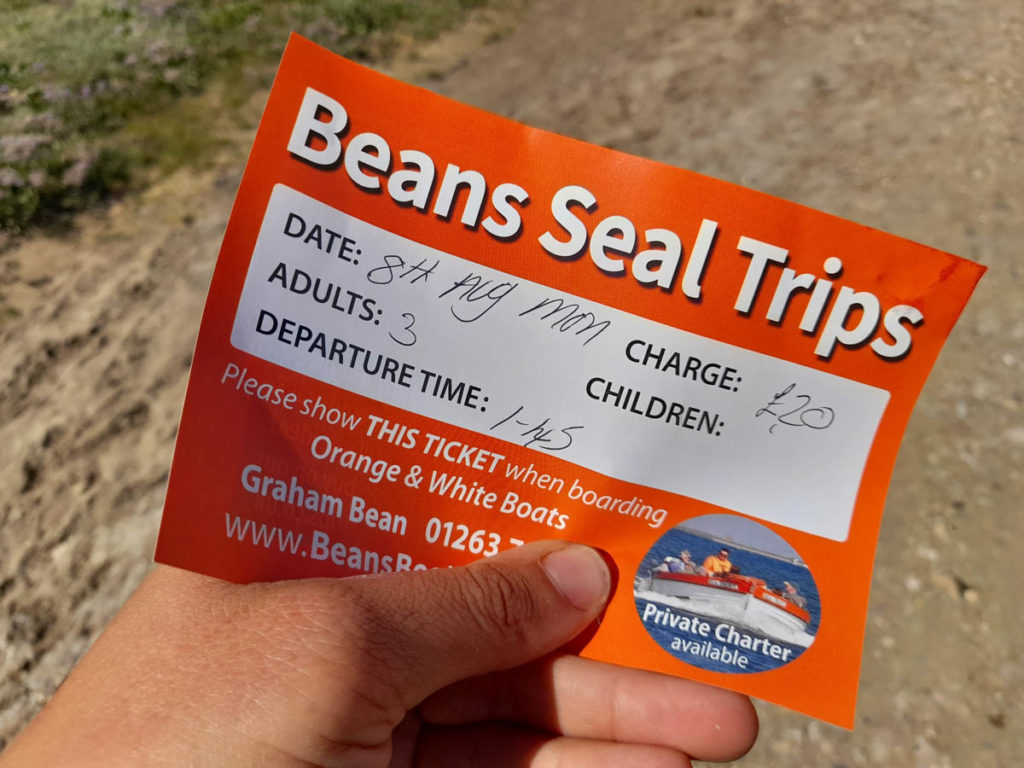 Beans Seal Trips
DATE: 8th Aug Mon CHARGE: £20
ADULTS: 3 CHILDREN:
DEPARTURE TIME: 1-45
Please show THIS TICKET when boarding
Orange & White Boats
Graham Bean 01263
www.Beans
Private Charter
available